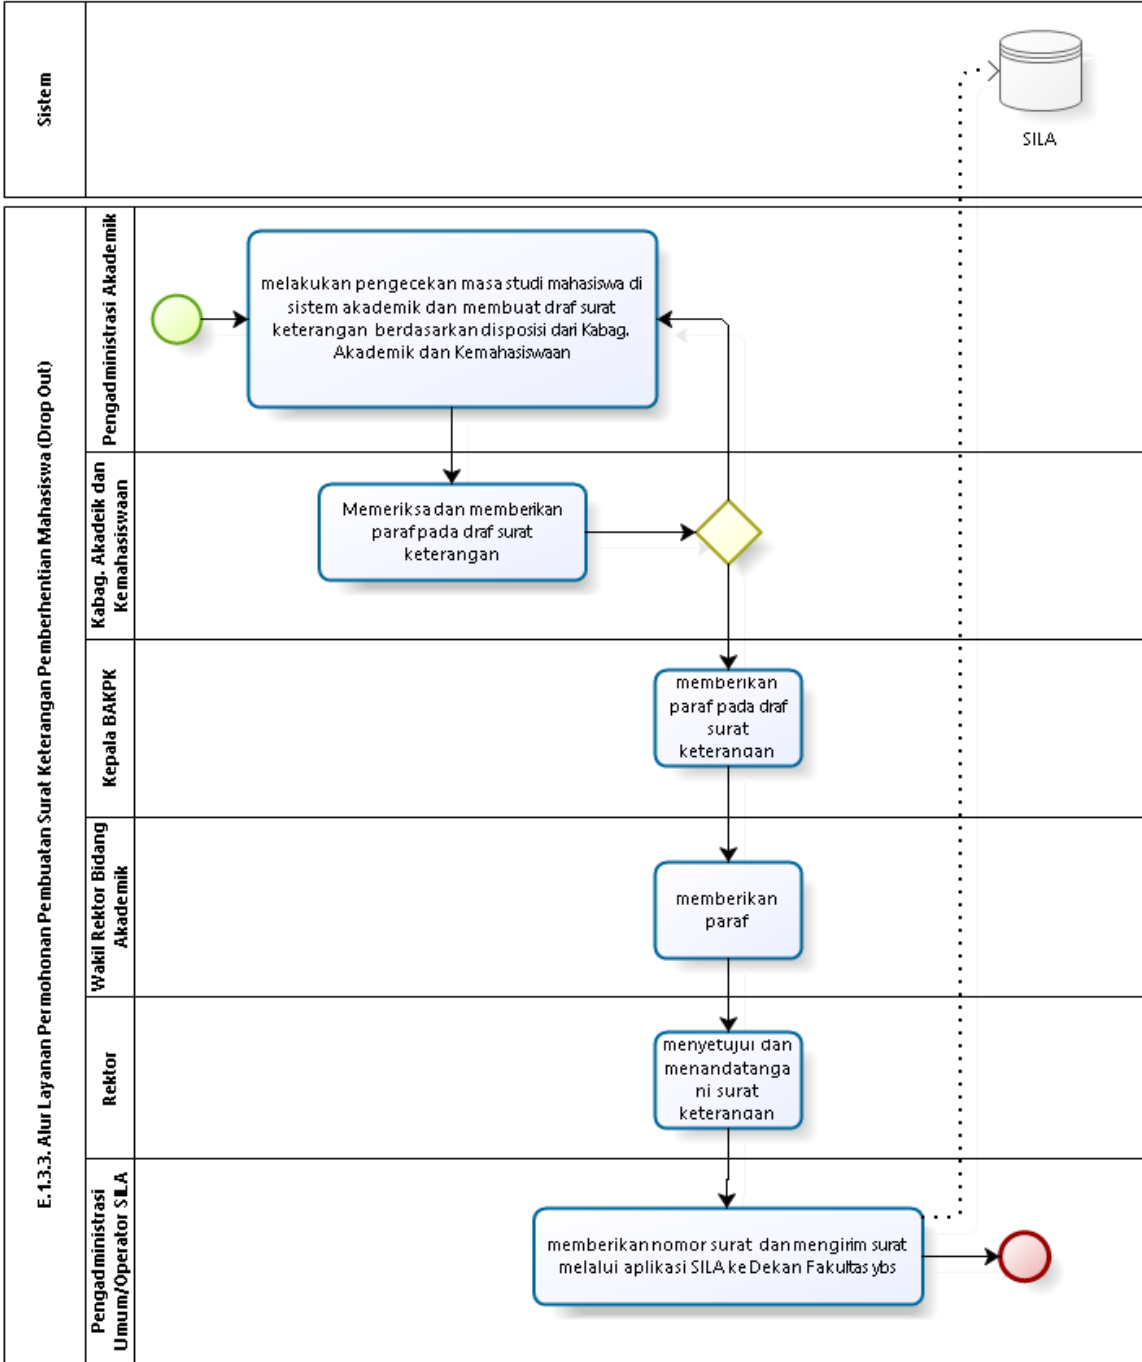 Sistem
SILA
E.1.3.3. Alur Layanan Permohonan Pembuatan Surat Keterangan Pemberhentian Mahasiswa (Drop Out)
Pengadministrasi Akademik
melakukan pengecekan masa studi mahasiswa di
sistem akademik dan membuat draf surat
keterangan berdasarkan disposisi dari Kabag.
Akademik dan Kemahasiswaan
Kabag. Akadeik dan
Kemahasiswaan
Memeriksa dan memberikan
paraf pada draf surat
keterangan
Kepala BAKPK
memberikan
paraf pada draf
surat
keterangan
Wakil Rektor Bidang
Akademik
memberikan
paraf
Rektor
menyetujui dan
menandatanga
ni surat
keterangan
Pengadministrasi
Umum/Operator SILA
memberikan nomor surat dan mengirim surat
melalui aplikasi SILA ke Dekan Fakultas ybs